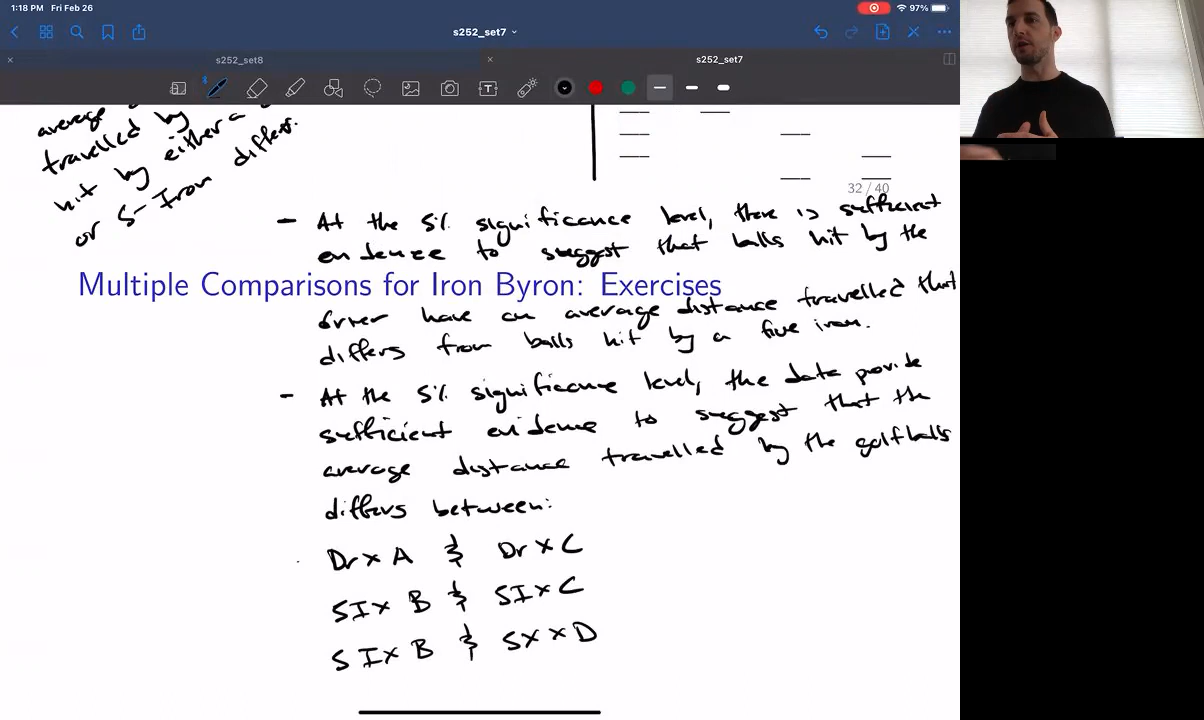 1:18 PM Fri Feb 26
97%
s252_set7
s252_set8
s252_set7
average
travelled by
hit by either a
or 5-Iron differ.
32 / 40
- At the 5% significance level, there is sufficient
evidence to suggest that balls hit by the
Multiple Comparisons for Iron Byron: Exercises
driver have an average distance travelled that
differs from balls hit by a five iron.
- At the 5% significance level, the data provide
sufficient evidence to suggest that the
average distance travelled by the golf balls
differs between:
Dr x A & Dr x C
5I x B & 5I x C
5I x B & 5X x D